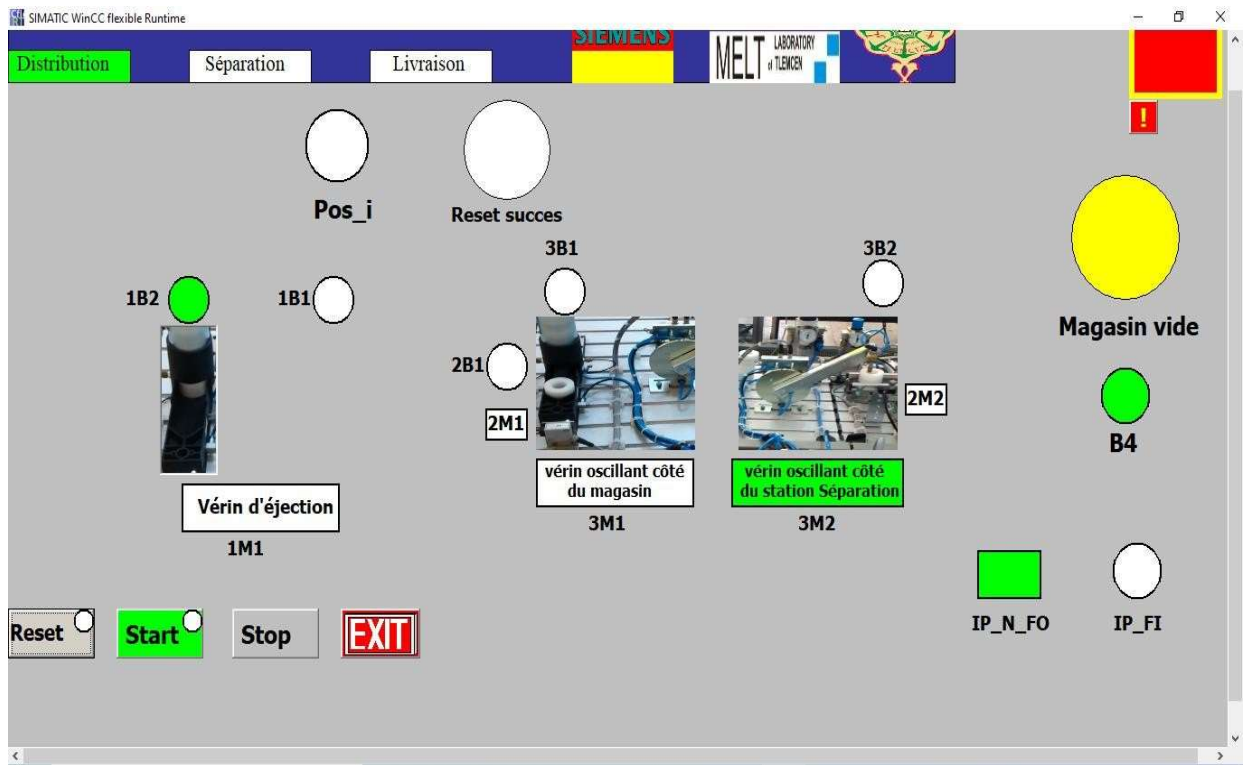 SIMATIC WinCC flexible Runtime
SIEMENS
MELT LABORATORY
of TLEMCEN
Distribution Séparation Livraison
!
Pos_i
Reset succes
3B1 3B2
1B2 1B1
Magasin vide
2B1
2M1
2M2
B4
vérin oscillant côté
du magasin
vérin oscillant côté
du station Séparation
3M1 3M2
Vérin d'éjection
1M1
IP_N_FO IP_FI
Reset Start Stop EXIT